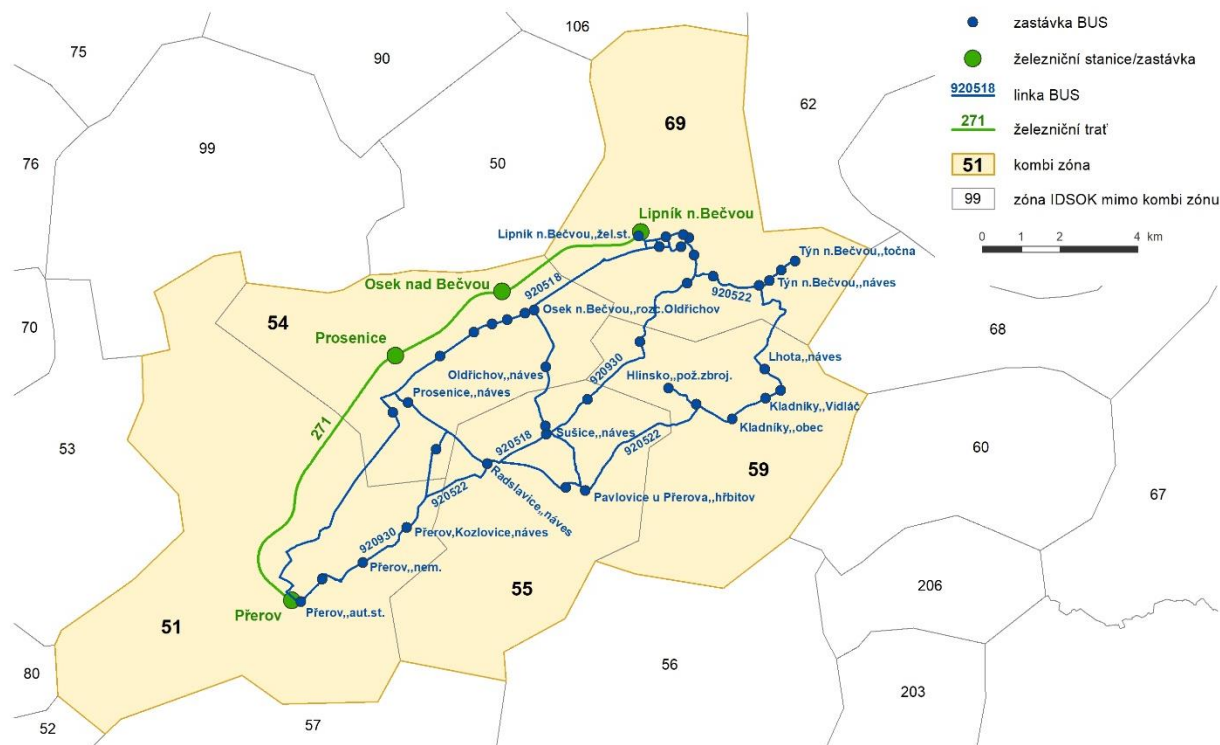 106
75
90
62
69
76
99
50
Lipník n.Bečvou
Lipník n.Bečvou,,žel.st.
Týn n.Bečvou,,točna
Týn n.Bečvou,,náves
920522
Osek nad Bečvou
920518
Osek n.Bečvou,,rozc.Oldřichov
70
54
68
Prosenice
Lhota,,náves
920930
Oldřichov,,náves
Hlinsko,,pož.zbroj.
Prosenice,,náves
Kladníky,,Vidláč
Kladníky,,obec
271
53
60
Sušice,,náves
920518
920522
59
67
920522
Radslavice,,náves
Pavlovice u Přerova,,hřbitov
920930
Přerov,Kozlovice,náves
Přerov,,nem.
55
206
Přerov
Přerov,,aut.st.
51
56
80
203
52
57
zastávka BUS
železniční stanice/zastávka
920518
linka BUS
271
železniční trať
51
kombi zóna
99
zóna IDSOK mimo kombi zónu
0 1 2 4 km